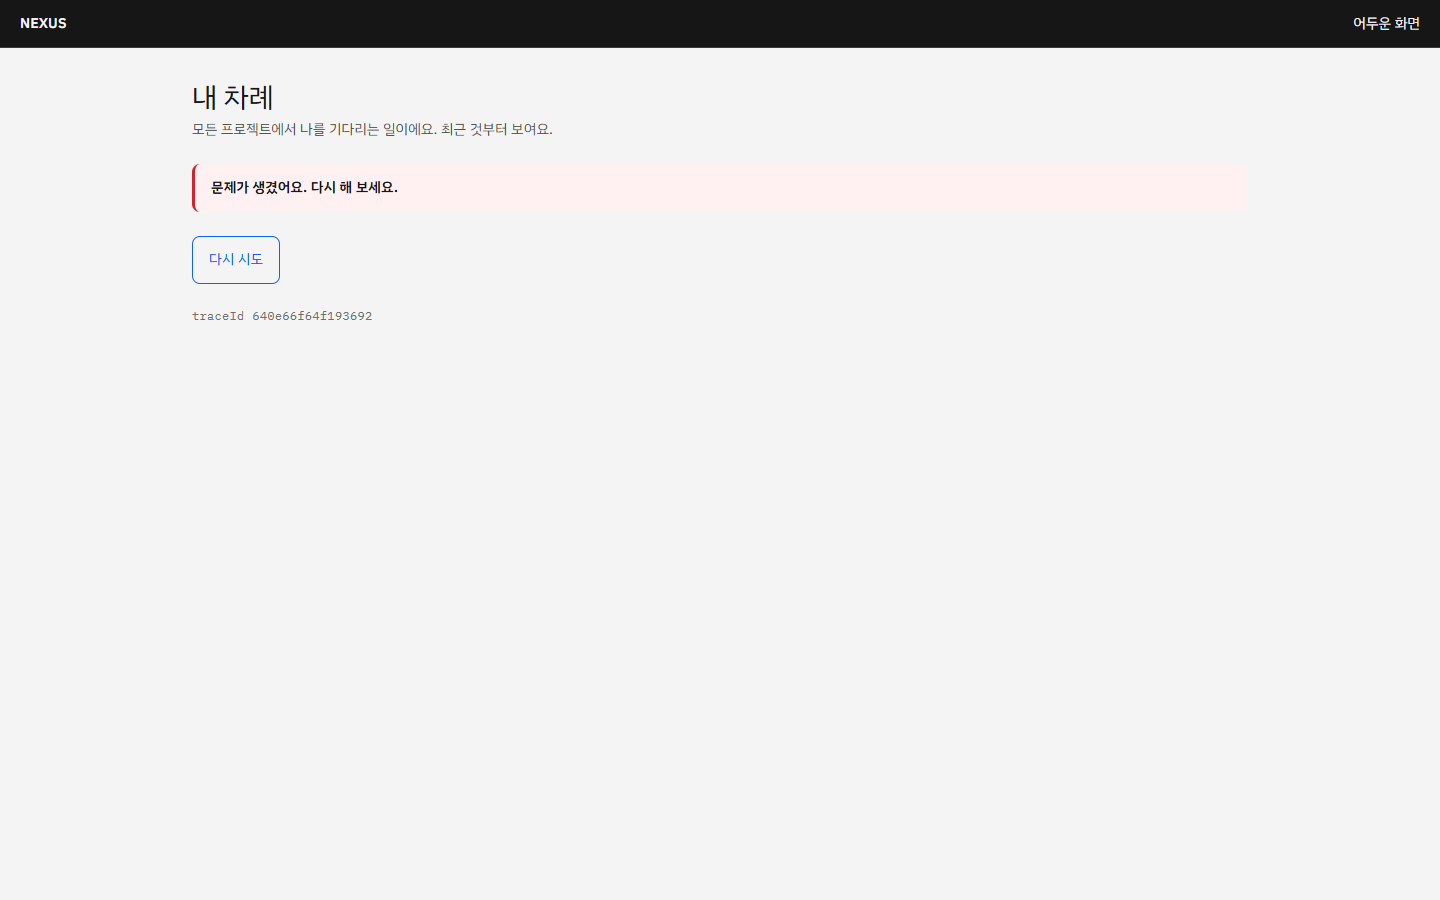 NEXUS
어두운 화면
내 차례
모든 프로젝트에서 나를 기다리는 일이에요. 최근 것부터 보여요.
문제가 생겼어요. 다시 해 보세요.
다시 시도
traceId 640e66f64f193692